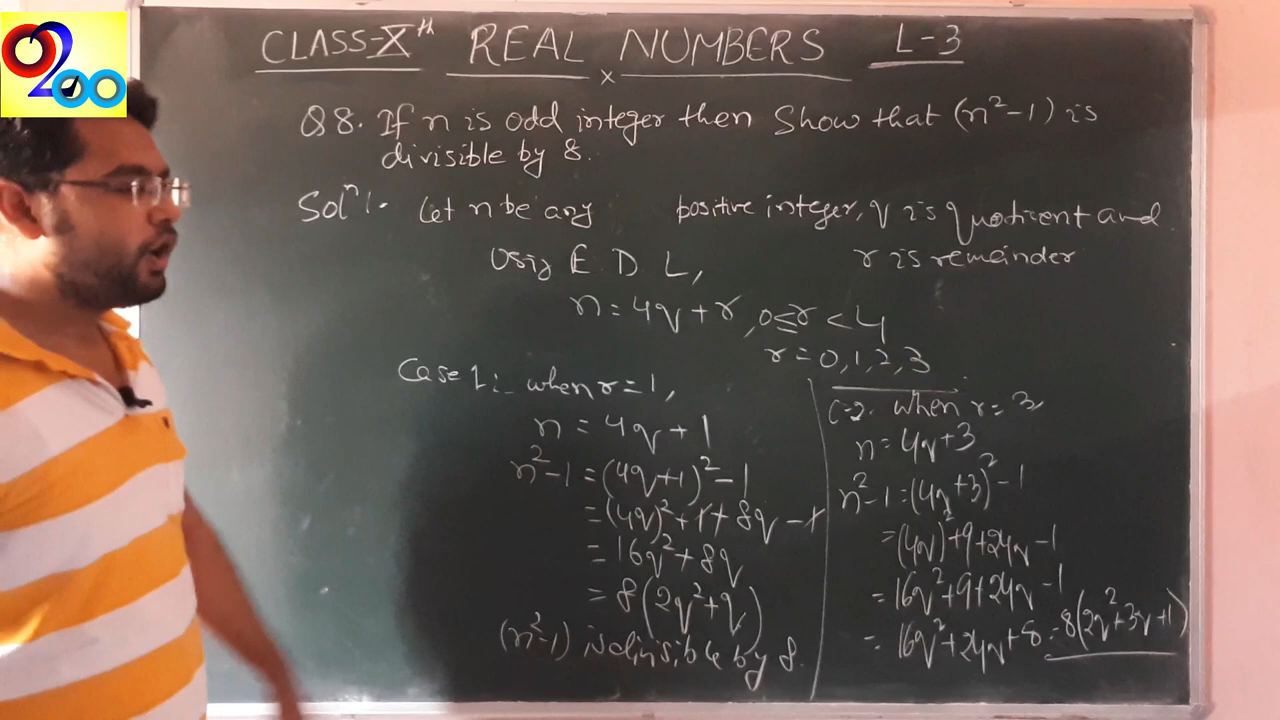 0200
CLASS-Xth REAL NUMBERS L-3
x
Q8. If n is odd integer then Show that (n²-1) is
divisible by 8.
Solⁿ:- Let n be any positive integer, q is quotient and
r is remainder
Using E D L,
n = 4q + r, 0 ≤ r < 4
r = 0, 1, 2, 3
Case 1:- when r = 1,
n = 4q + 1
n²-1 = (4q+1)² - 1
= (4q)² + 1 + 8q - 1
= 16q² + 8q
= 8(2q² + q)
(n²-1) is divisible by 8.
C-2. when r = 3
n = 4q+3
n²-1 = (4q+3)² - 1
= (4q)² + 9 + 24q - 1
= 16q² + 9 + 24q - 1
= 16q² + 24q + 8 = 8(2q² + 3q + 1)